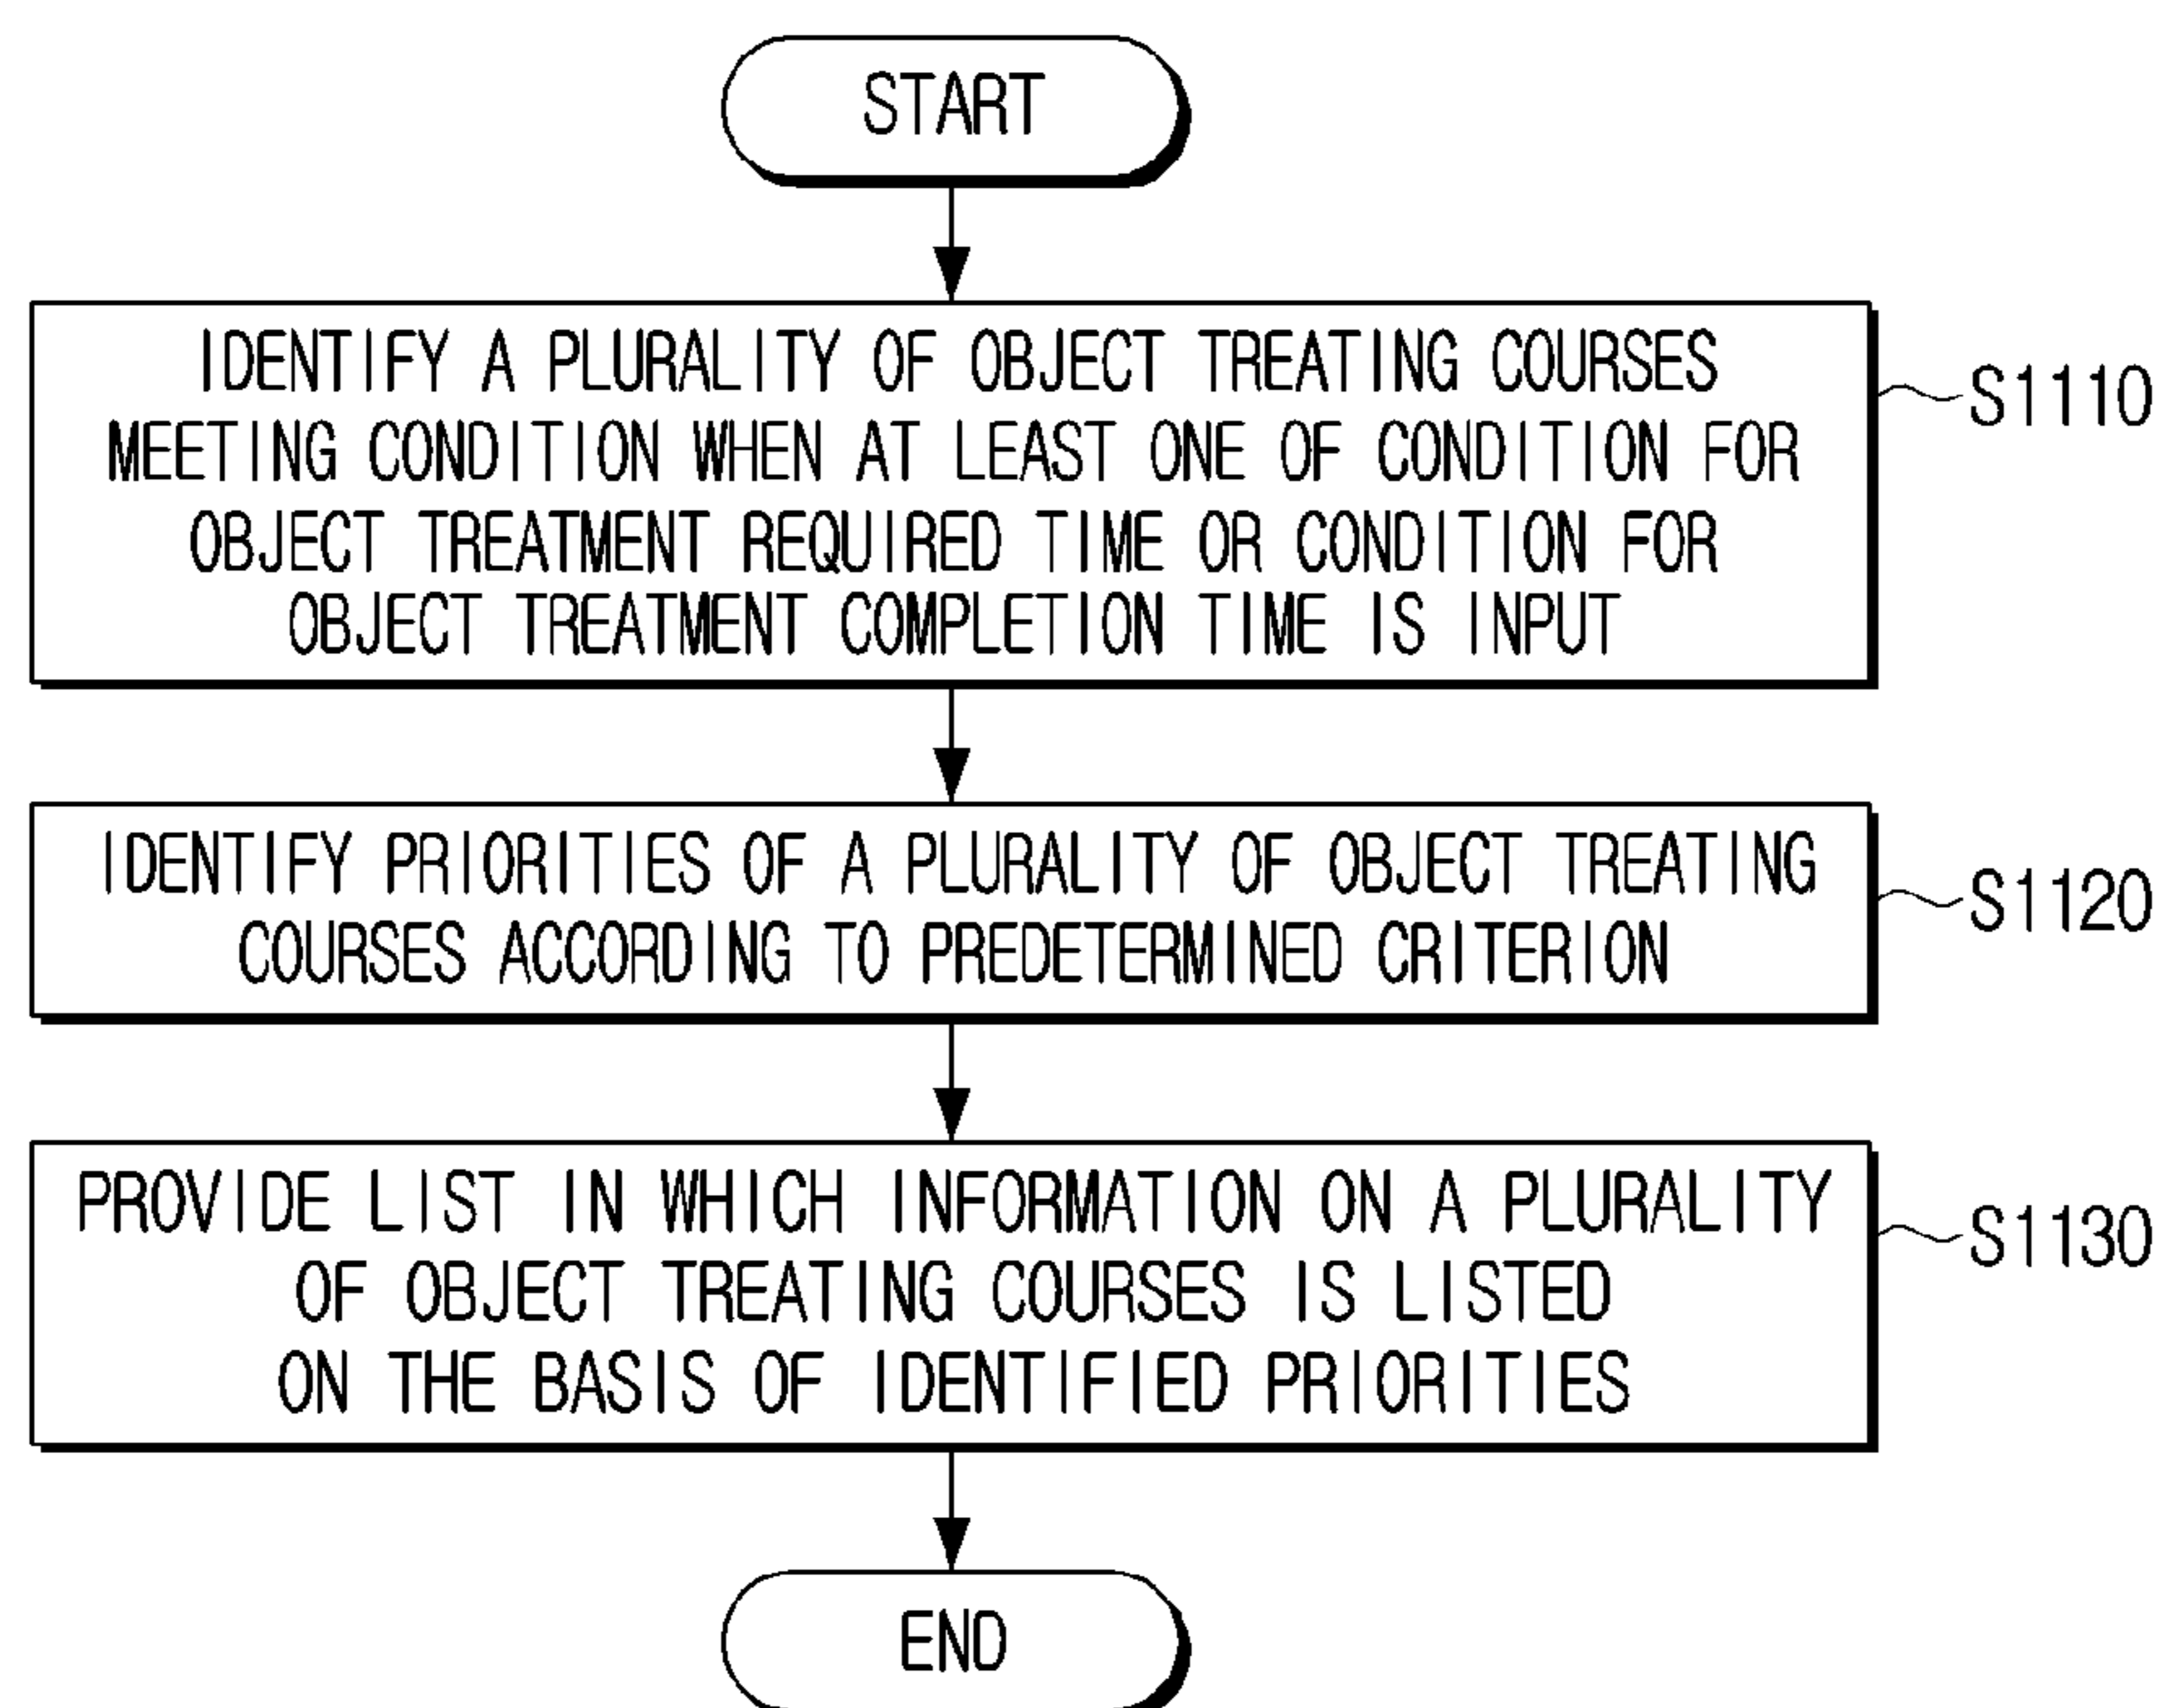 START
IDENTIFY A PLURALITY OF OBJECT TREATING COURSES
MEETING CONDITION WHEN AT LEAST ONE OF CONDITION FOR
OBJECT TREATMENT REQUIRED TIME OR CONDITION FOR
OBJECT TREATMENT COMPLETION TIME IS INPUT
S1110
IDENTIFY PRIORITIES OF A PLURALITY OF OBJECT TREATING
COURSES ACCORDING TO PREDETERMINED CRITERION
S1120
PROVIDE LIST IN WHICH INFORMATION ON A PLURALITY
OF OBJECT TREATING COURSES IS LISTED
ON THE BASIS OF IDENTIFIED PRIORITIES
S1130
END